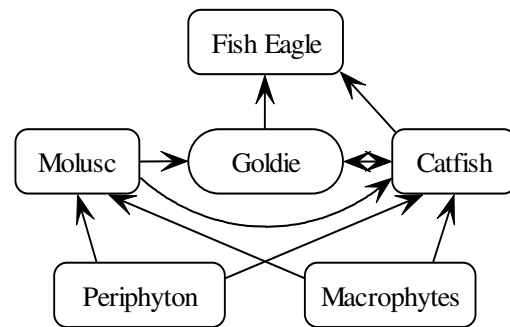 Fish Eagle
Molusc
Goldie
Catfish
Periphyton
Macrophytes